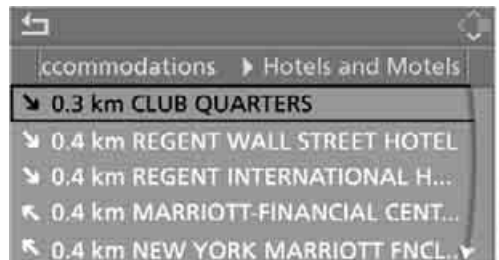 ccommodations ▶ Hotels and Motels
0.3 km CLUB QUARTERS
0.4 km REGENT WALL STREET HOTEL
0.4 km REGENT INTERNATIONAL H...
0.4 km MARRIOTT-FINANCIAL CENT...
0.4 km NEW YORK MARRIOTT FNCL...